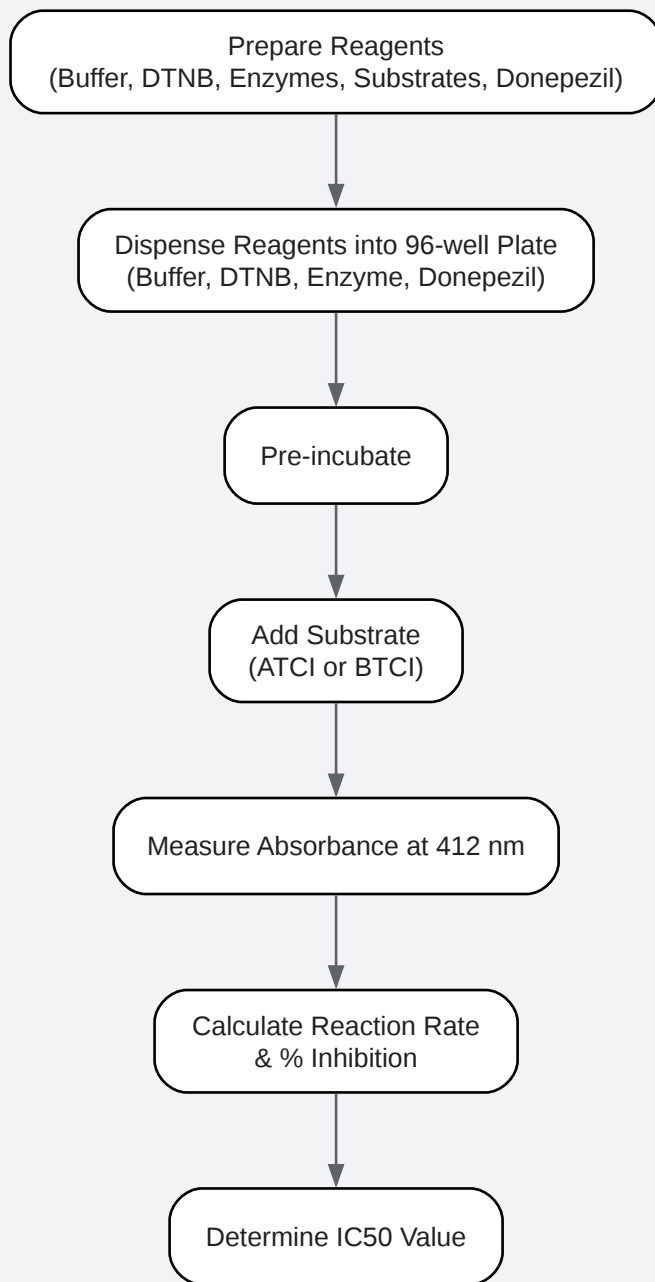 Prepare Reagents
(Buffer, DTNB, Enzymes, Substrates, Donepezil)
Dispense Reagents into 96-well Plate
(Buffer, DTNB, Enzyme, Donepezil)
Pre-incubate
Add Substrate
(ATCI or BTCI)
Measure Absorbance at 412 nm
Calculate Reaction Rate
& % Inhibition
Determine IC50 Value